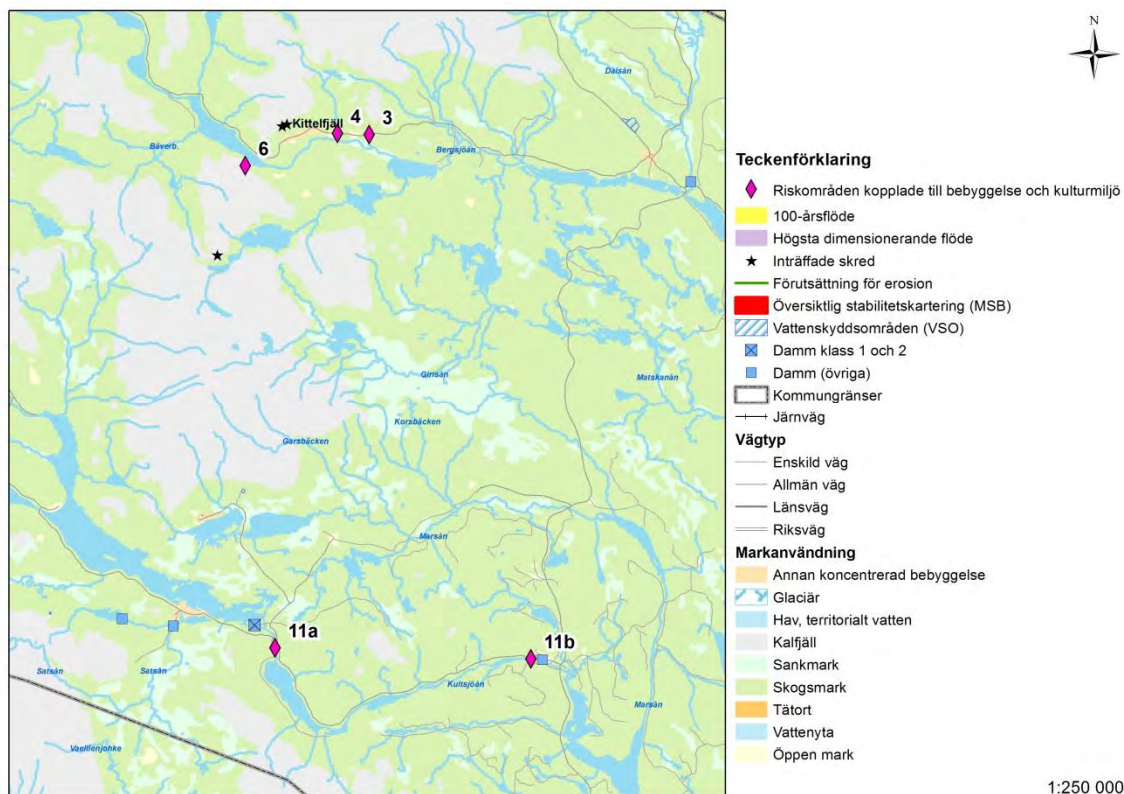 N
Dalsån
Kittelfjäll
4
3
6
Bäverb.
Bergsjöån
Girisån
Matskanån
Korsbäcken
Garsbäcken
Marsån
11a
11b
Satsån
Satsån
Kultsjöån
Marsån
Vaellienjohke
Teckenförklaring
Riskområden kopplade till bebyggelse och kulturmiljö
100-årsflöde
Högsta dimensionerande flöde
Inträffade skred
Förutsättning för erosion
Översiktlig stabilitetskartering (MSB)
Vattenskyddsområden (VSO)
Damm klass 1 och 2
Damm (övriga)
Kommungränser
Järnväg
Vägtyp
Enskild väg
Allmän väg
Länsväg
Riksväg
Markanvändning
Annan koncentrerad bebyggelse
Glaciär
Hav, territorialt vatten
Kalfjäll
Sankmark
Skogsmark
Tätort
Vattenyta
Öppen mark
1:250 000